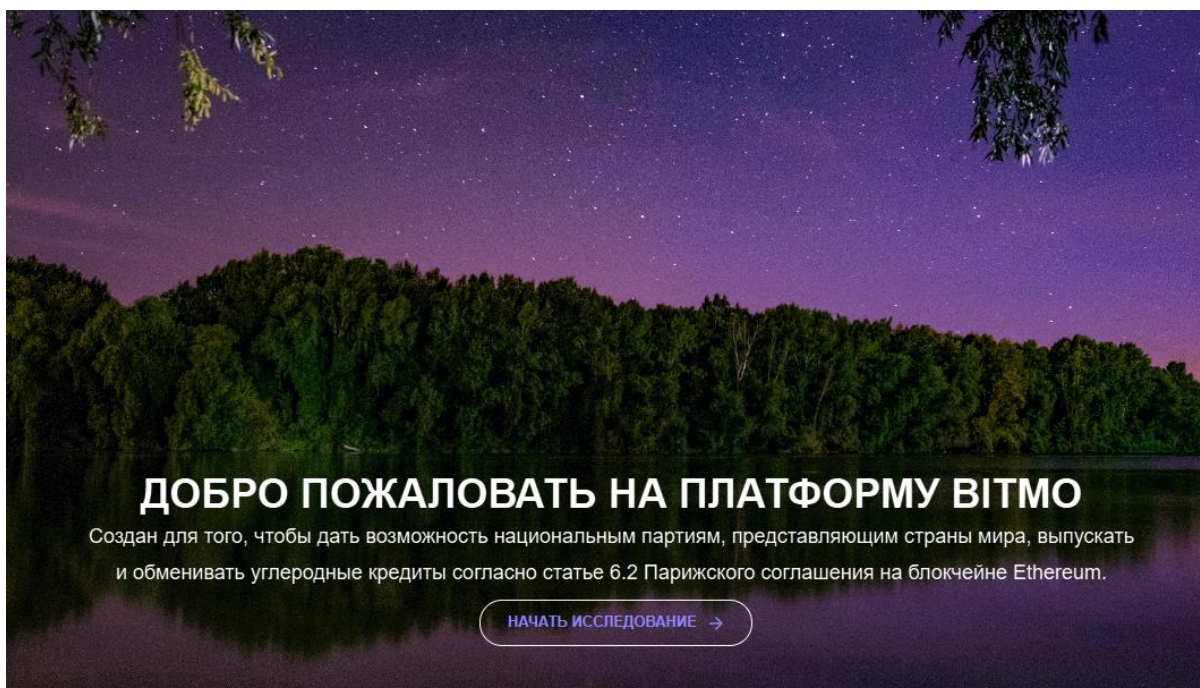 ДОБРО ПОЖАЛОВАТЬ НА ПЛАТФОРМУ BITMO
Создан для того, чтобы дать возможность национальным партиям, представляющим страны мира, выпускать
и обменивать углеродные кредиты согласно статье 6.2 Парижского соглашения на блокчейне Ethereum.
НАЧАТЬ ИССЛЕДОВАНИЕ →